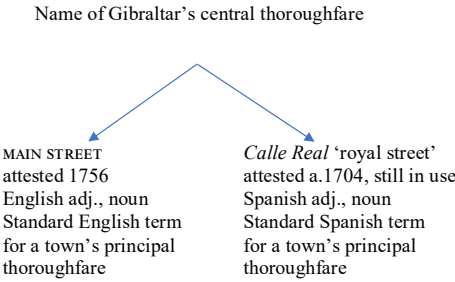 Name of Gibraltar’s central thoroughfare
MAIN STREET
attested 1756
English adj., noun
Standard English term
for a town’s principal
thoroughfare
Calle Real ‘royal street’
attested a.1704, still in use
Spanish adj., noun
Standard Spanish term
for a town’s principal
thoroughfare